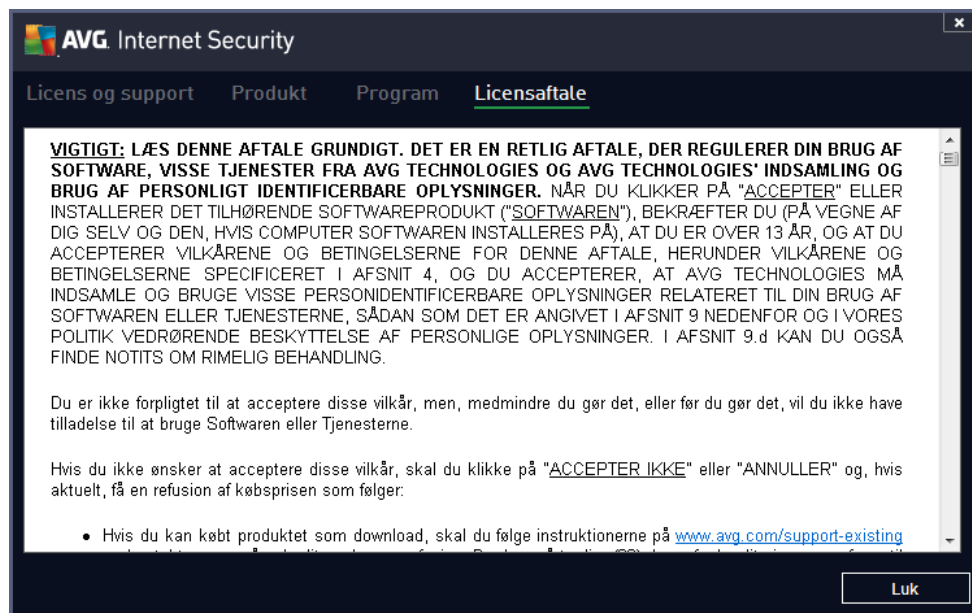 AVG. Internet Security
Licens og support Produkt Program Licensaftale
VIGTIGT: LÆS DENNE AFTALE GRUNDIGT. DET ER EN RETLIG AFTALE, DER REGULERER DIN BRUG AF
SOFTWARE, VISSE TJENESTER FRA AVG TECHNOLOGIES OG AVG TECHNOLOGIES' INDSAMLING OG
BRUG AF PERSONLIGT IDENTIFICERBARE OPLYSNINGER. NÅR DU KLIKKER PÅ "ACCEPTER" ELLER
INSTALLERER DET TILHØRENDE SOFTWAREPRODUKT ("SOFTWAREN"), BEKRÆFTER DU (PÅ VEGNE AF
DIG SELV OG DEN, HVIS COMPUTER SOFTWAREN INSTALLERES PÅ), AT DU ER OVER 13 ÅR, OG AT DU
ACCEPTERER VILKÅRENE OG BETINGELSERNE FOR DENNE AFTALE, HERUNDER VILKÅRENE OG
BETINGELSERNE SPECIFICERET I AFSNIT 4, OG DU ACCEPTERER, AT AVG TECHNOLOGIES MÅ
INDSAMLE OG BRUGE VISSE PERSONIDENTIFICERBARE OPLYSNINGER RELATERET TIL DIN BRUG AF
SOFTWAREN ELLER TJENESTERNE, SÅDAN SOM DET ER ANGIVET I AFSNIT 9 NEDENFOR OG I VORES
POLITIK VEDRØRENDE BESKYTTELSE AF PERSONLIGE OPLYSNINGER. I AFSNIT 9.d KAN DU OGSÅ
FINDE NOTITS OM RIMELIG BEHANDLING.
Du er ikke forpligtet til at acceptere disse vilkår, men, medmindre du gør det, eller før du gør det, vil du ikke have
tilladelse til at bruge Softwaren eller Tjenesterne.
Hvis du ikke ønsker at acceptere disse vilkår, skal du klikke på "ACCEPTER IKKE" eller "ANNULLER" og, hvis
aktuelt, få en refusion af købsprisen som følger:
• Hvis du kan købt produktet som download, skal du følge instruktionerne på www.avg.com/support-existing
Luk